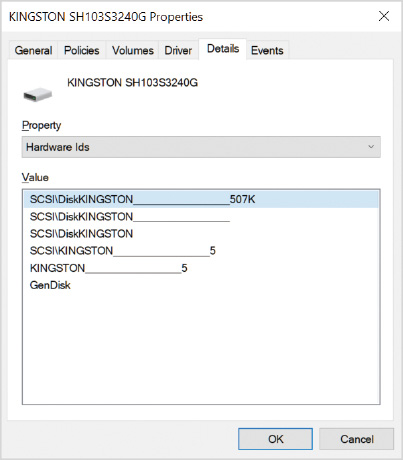 KINGSTON SH103S3240G Properties
General Policies Volumes Driver Details Events
KINGSTON SH103S3240G
Property
Hardware Ids
Value
SCSI\DiskKINGSTON________________507K
SCSI\DiskKINGSTON________________
SCSI\DiskKINGSTON
SCSI\KINGSTON________________5
KINGSTON________________5
GenDisk
OK Cancel